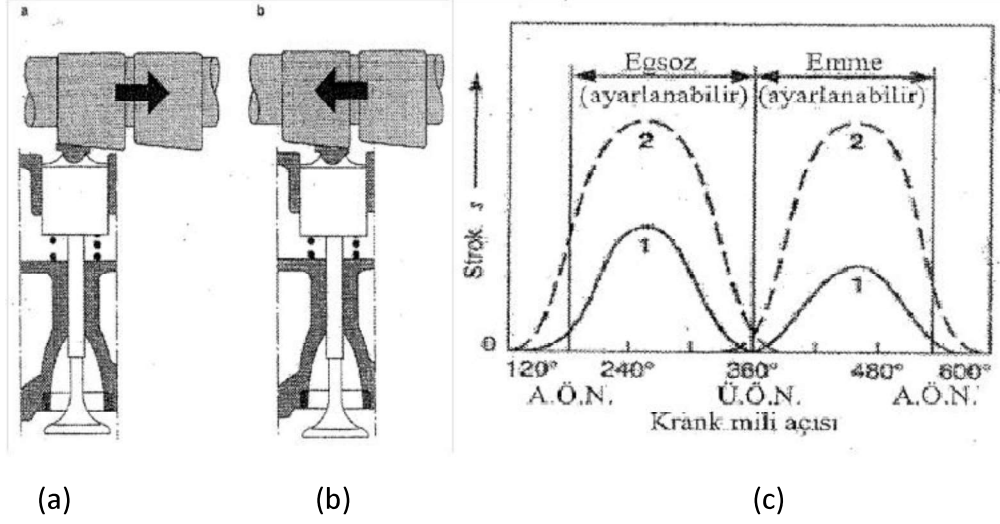 a
b
Egsoz
(ayarlanabilir)
Emme
(ayarlanabilir)
2
2
1
1
Strok s
0
120° 240° 360° 480° 600°
A.Ö.N. Ü.Ö.N. A.Ö.N.
Krank mili açısı
(a) (b) (c)